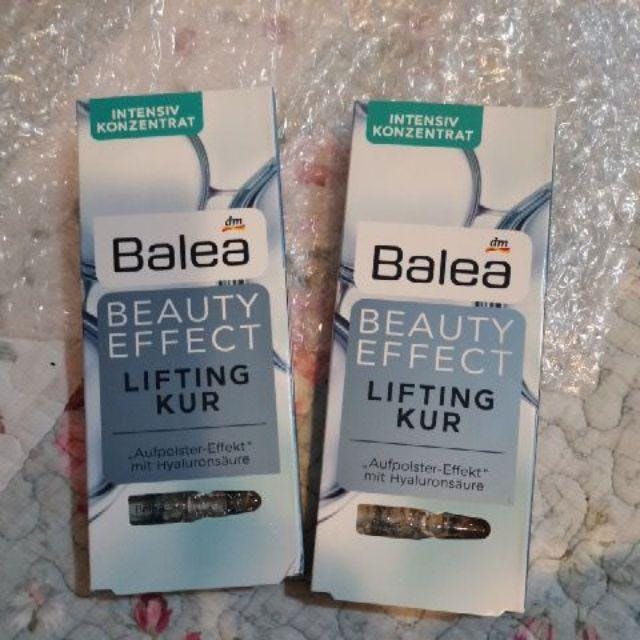 INTENSIV
KONZENTRAT
dm
Balea
BEAUTY
EFFECT
LIFTING
KUR
„Aufpolster-Effekt“
mit Hyaluronsäure
INTENSIV
KONZENTRAT
dm
Balea
BEAUTY
EFFECT
LIFTING
KUR
„Aufpolster-Effekt“
mit Hyaluronsäure